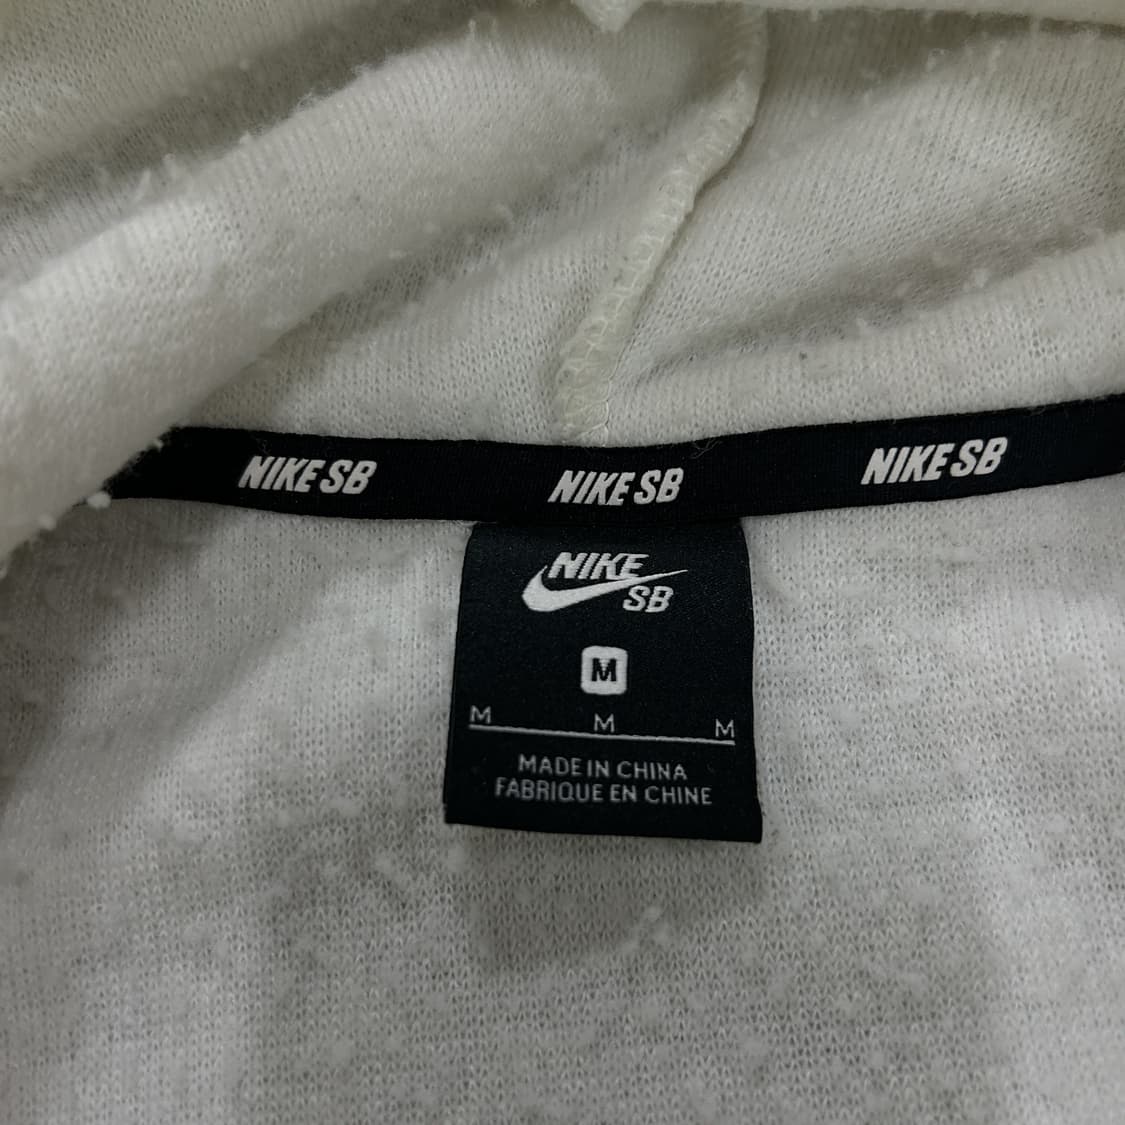 NIKE SB NIKE SB NIKE SB
NIKE
SB
M
M M M
MADE IN CHINA
FABRIQUE EN CHINE